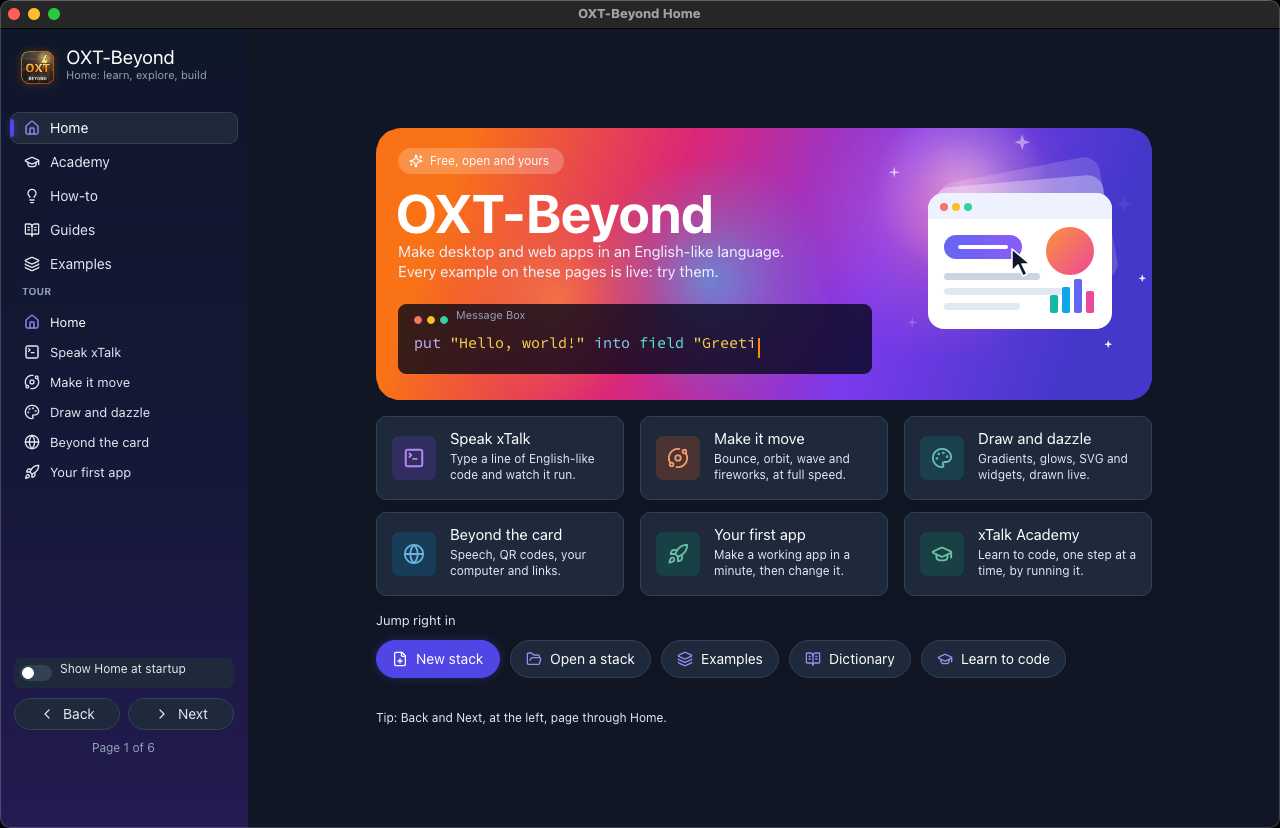 OXT-Beyond Home
OXT
BEYOND
OXT-Beyond
Home: learn, explore, build
Home
Academy
How-to
Guides
Examples
TOUR
Home
Speak xTalk
Make it move
Draw and dazzle
Beyond the card
Your first app
Show Home at startup
Back
Next
Page 1 of 6
Free, open and yours
OXT-Beyond
Make desktop and web apps in an English-like language.
Every example on these pages is live: try them.
Message Box
put "Hello, world!" into field "Greeti
Speak xTalk
Type a line of English-like
code and watch it run.
Make it move
Bounce, orbit, wave and
fireworks, at full speed.
Draw and dazzle
Gradients, glows, SVG and
widgets, drawn live.
Beyond the card
Speech, QR codes, your
computer and links.
Your first app
Make a working app in a
minute, then change it.
xTalk Academy
Learn to code, one step at a
time, by running it.
Jump right in
New stack
Open a stack
Examples
Dictionary
Learn to code
Tip: Back and Next, at the left, page through Home.